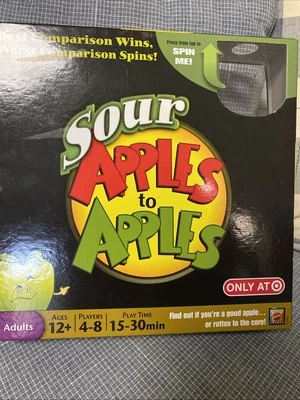 Best Comparison Wins,
Worst Comparison Spins!
Press from end to
SPIN
ME!
Sour
APPLES
to
APPLES
ONLY AT
Adults
AGES
12+
PLAYERS
4-8
PLAY TIME
15-30min
Find out if you're a good apple...
or rotten to the core!